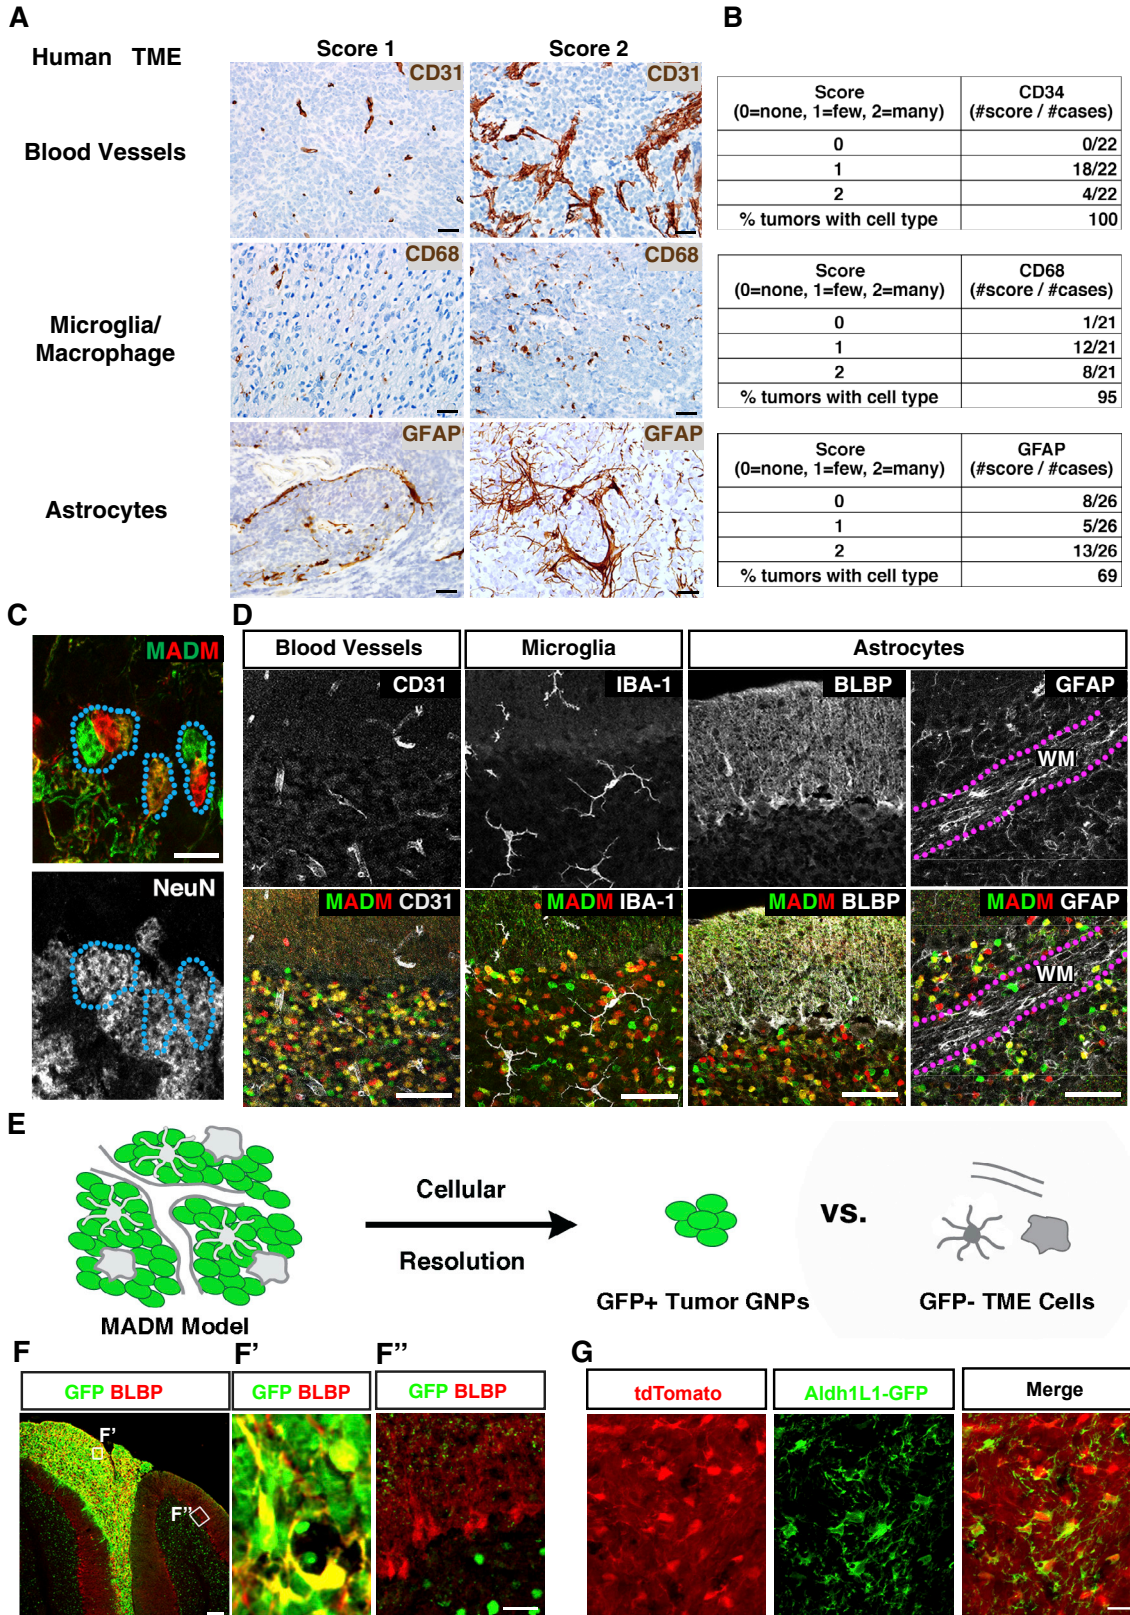 A
B
Human TME
Score 1
Score 2
Blood Vessels
CD31
CD31
Microglia/
Macrophage
CD68
CD68
Astrocytes
GFAP
GFAP
Score
(0=none, 1=few, 2=many)
CD34
(#score / #cases)
0
0/22
1
18/22
2
4/22
% tumors with cell type
100
Score
(0=none, 1=few, 2=many)
CD68
(#score / #cases)
0
1/21
1
12/21
2
8/21
% tumors with cell type
95
Score
(0=none, 1=few, 2=many)
GFAP
(#score / #cases)
0
8/26
1
5/26
2
13/26
% tumors with cell type
69
C
MADM
NeuN
D
Blood Vessels
Microglia
Astrocytes
CD31
IBA-1
BLBP
GFAP
WM
MADM CD31
MADM IBA-1
MADM BLBP
MADM GFAP
WM
E
MADM Model
Cellular
Resolution
GFP+ Tumor GNPs
vs.
GFP- TME Cells
F
GFP BLBP
F'
F"
F'
GFP BLBP
F"
GFP BLBP
G
tdTomato
Aldh1L1-GFP
Merge